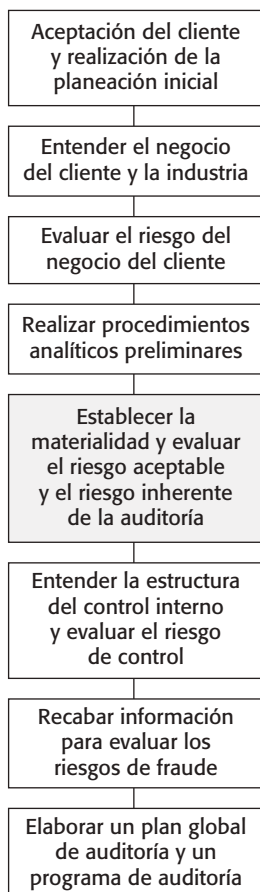 Aceptación del cliente
y realización de la
planeación inicial
Entender el negocio
del cliente y la industria
Evaluar el riesgo del
negocio del cliente
Realizar procedimientos
analíticos preliminares
Establecer la
materialidad y evaluar
el riesgo aceptable
y el riesgo inherente
de la auditoría
Entender la estructura
del control interno
y evaluar el riesgo
de control
Recabar información
para evaluar los
riesgos de fraude
Elaborar un plan global
de auditoría y un
programa de auditoría